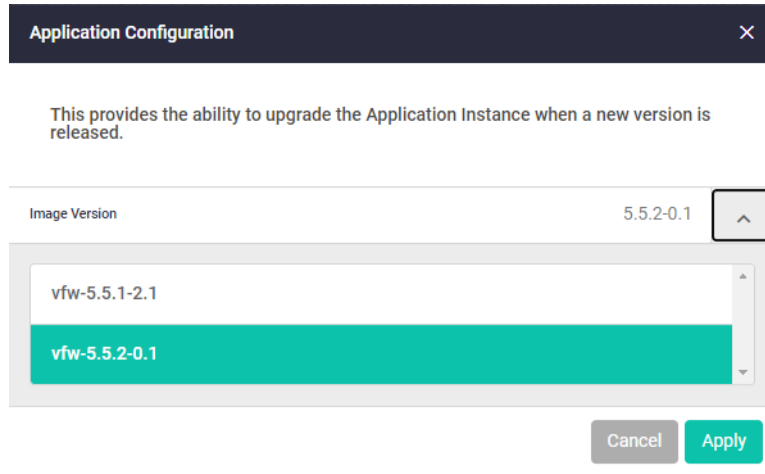 Application Configuration
This provides the ability to upgrade the Application Instance when a new version is
released.
Image Version 5.5.2-0.1
vfw-5.5.1-2.1
vfw-5.5.2-0.1
Cancel Apply